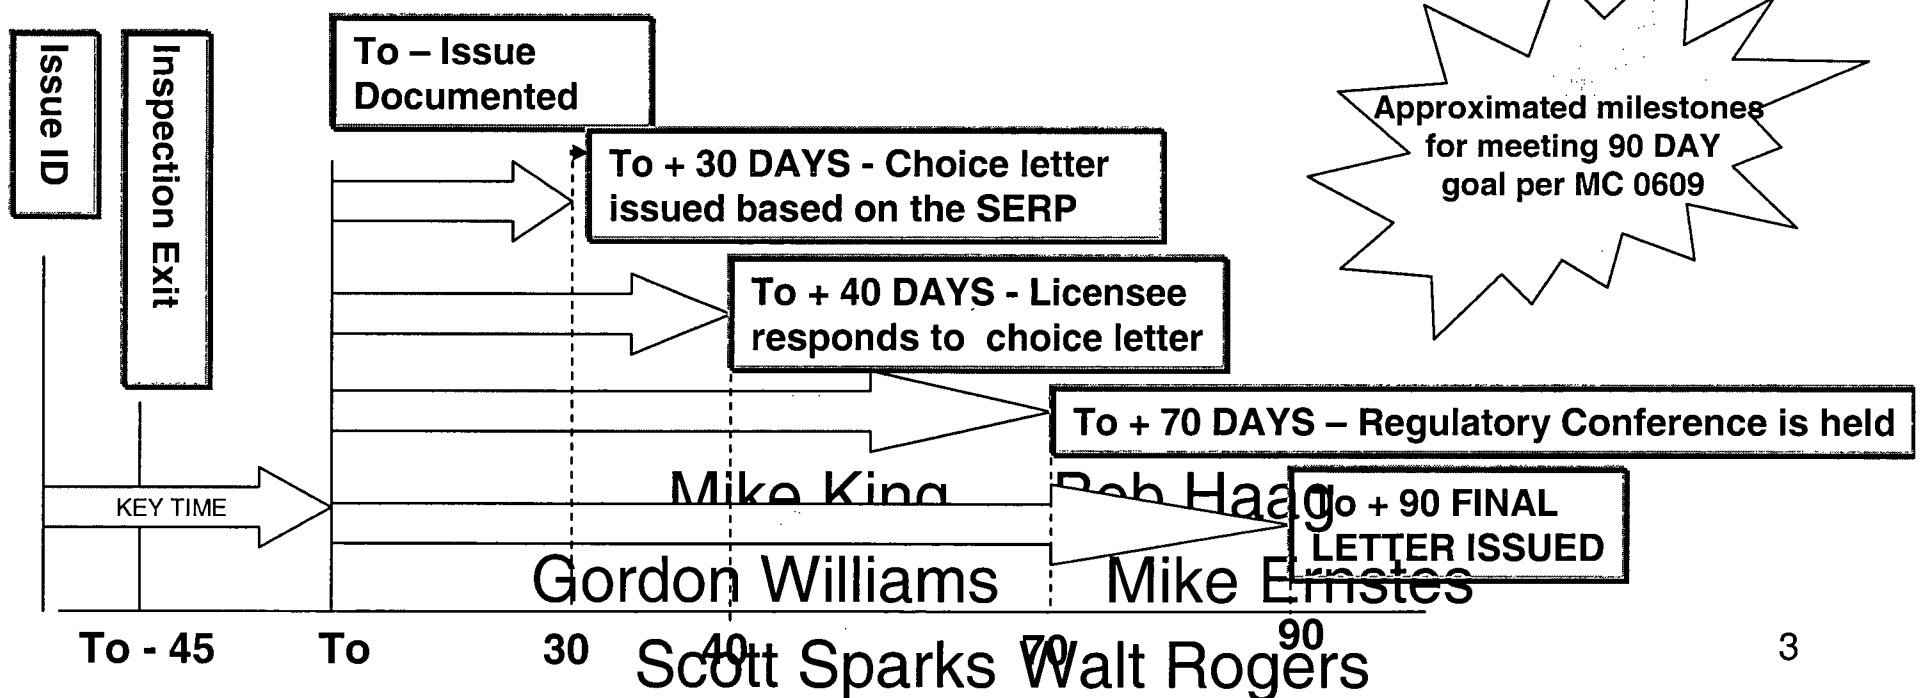 Issue ID
Inspection Exit
To – Issue
Documented
To + 30 DAYS - Choice letter
issued based on the SERP
To + 40 DAYS - Licensee
responds to choice letter
To + 70 DAYS – Regulatory Conference is held
To + 90 FINAL
LETTER ISSUED
Approximated milestones
for meeting 90 DAY
goal per MC 0609
KEY TIME
Mike King Bob Haag
Gordon Williams Mike Ernstes
Scott Sparks Walt Rogers
To - 45 To 30 40 70 90
3